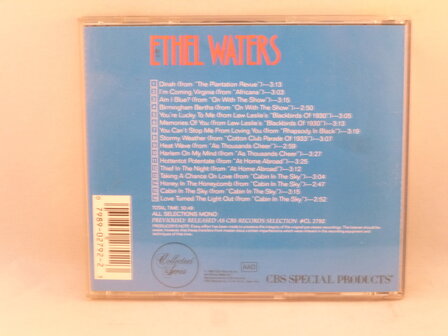 ETHEL WATERS
Dinah (from "The Plantation Revue")—3:13
I'm Coming Virginia (from "Africana")—3:03
Am I Blue? (from "On With The Show")—3:15
Birmingham Bertha (from "On With The Show")—2:50
You're Lucky To Me (from Lew Leslie's "Blackbirds Of 1930")—3:05
Memories Of You (from Lew Leslie's "Blackbirds Of 1930")—3:13
You Can't Stop Me From Loving You (from "Rhapsody In Black")—3:19
Stormy Weather (from "Cotton Club Parade Of 1933")—3:07
Heat Wave (from "As Thousands Cheer")—2:51
Harlem On My Mind (from "As Thousands Cheer")—3:27
Hottentot Potentate (from "At Home Abroad")—3:25
Thief In The Night (from "At Home Abroad")—3:12
Taking A Chance On Love (from "Cabin In The Sky")—3:04
Honey In The Honeycomb (from "Cabin In The Sky")—2:47
Cabin In The Sky (from "Cabin In The Sky")—3:15
Love Turned The Light Out (from "Cabin In The Sky")—2:52
TOTAL TIME: 50:49
ALL SELECTIONS MONO
PREVIOUSLY RELEASED AS CBS RECORDS SELECTION #CL 2792
7989-02792-2
Collectors' Series
AAD
CBS SPECIAL PRODUCTS